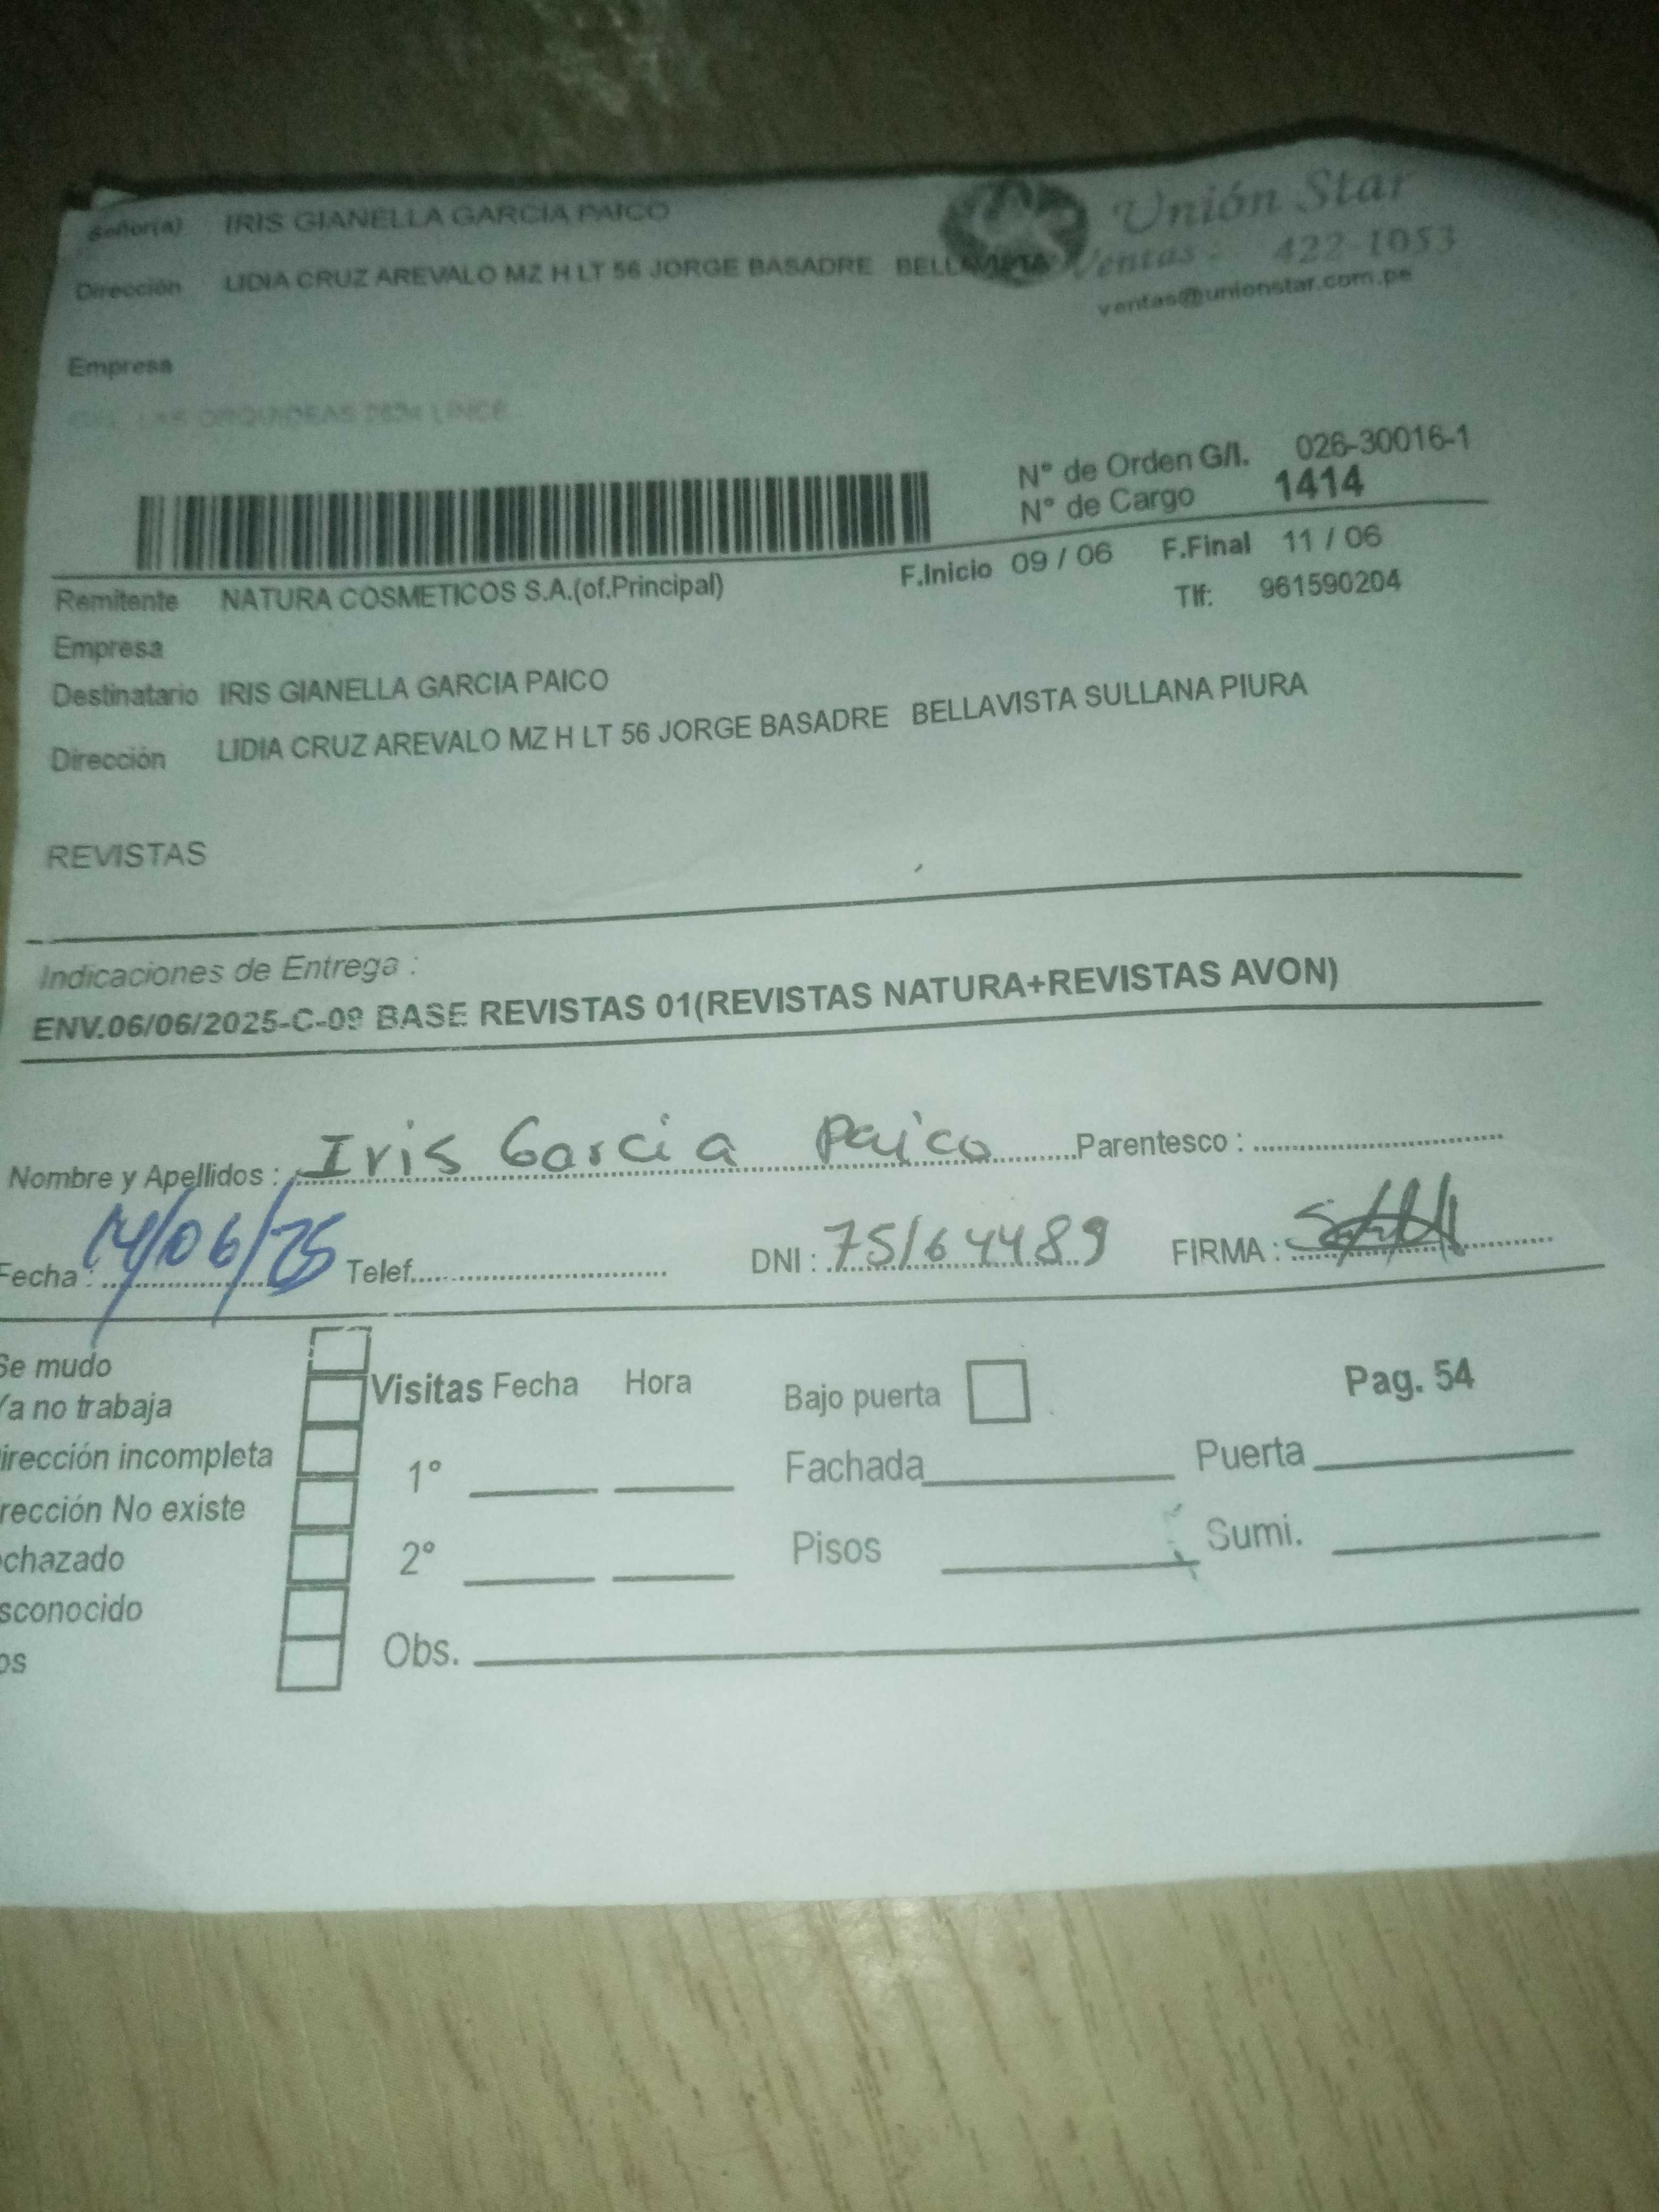 Señor(a) IRIS GIANELLA GARCIA PAICO
Unión Star
Dirección LIDIA CRUZ AREVALO MZ H LT 56 JORGE BASADRE BELLAVISTA
Ventas: 422-1053
ventas@unionstar.com.pe
Empresa
ORQUIDEAS LINCE
N° de Orden G/I. 026-30016-1
N° de Cargo 1414
F.Inicio 09 / 06 F.Final 11 / 06
Remitente NATURA COSMETICOS S.A.(of.Principal)
Tlf: 961590204
Empresa
Destinatario IRIS GIANELLA GARCIA PAICO
Dirección LIDIA CRUZ AREVALO MZ H LT 56 JORGE BASADRE BELLAVISTA SULLANA PIURA
REVISTAS
Indicaciones de Entrega :
ENV.06/06/2025-C-09 BASE REVISTAS 01(REVISTAS NATURA+REVISTAS AVON)
Nombre y Apellidos : Iris Garcia Paico Parentesco :
Fecha : 14/06/25 Telef. DNI : 75164489 FIRMA :
Se mudo
Ya no trabaja
irección incompleta
rección No existe
chazado
sconocido
os
Visitas Fecha Hora
1°
2°
Obs.
Bajo puerta
Pag. 54
Fachada Puerta
Pisos Sumi.